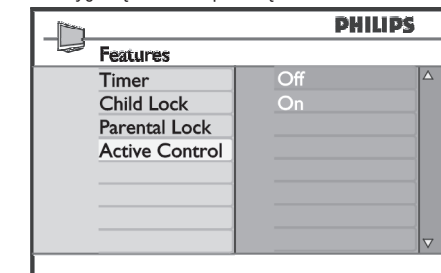 PHILIPS
Features
Timer Off
Child Lock On
Parental Lock
Active Control